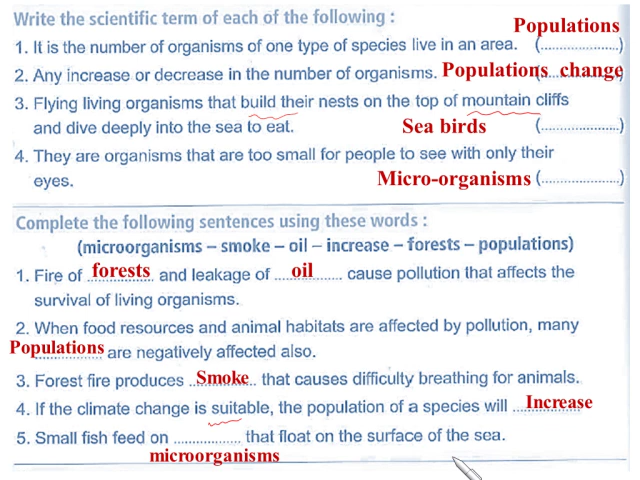 Write the scientific term of each of the following :
Populations
1. It is the number of organisms of one type of species live in an area. (.....................)
2. Any increase or decrease in the number of organisms. Populations change (.....................)
3. Flying living organisms that build their nests on the top of mountain cliffs
and dive deeply into the sea to eat. Sea birds (.....................)
4. They are organisms that are too small for people to see with only their
eyes. Micro-organisms (.....................)
Complete the following sentences using these words :
(microorganisms – smoke – oil – increase – forests – populations)
1. Fire of forests and leakage of oil cause pollution that affects the
survival of living organisms.
2. When food resources and animal habitats are affected by pollution, many
Populations are negatively affected also.
3. Forest fire produces Smoke that causes difficulty breathing for animals.
4. If the climate change is suitable, the population of a species will Increase
5. Small fish feed on .................. that float on the surface of the sea.
microorganisms